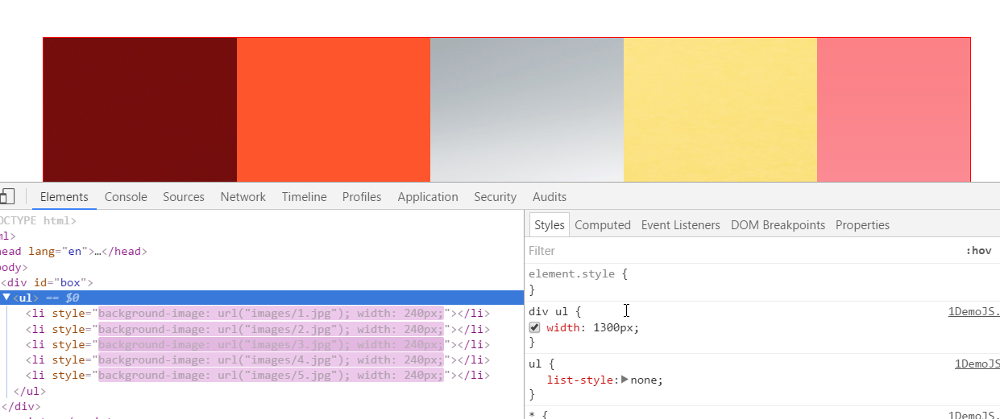 Elements Console Sources Network Timeline Profiles Application Security Audits
OCTYPE html>
ml>
ead lang="en">…</head>
body>
<div id="box">
<ul> == $0
<li style="background-image: url("images/1.jpg"); width: 240px;"></li>
<li style="background-image: url("images/2.jpg"); width: 240px;"></li>
<li style="background-image: url("images/3.jpg"); width: 240px;"></li>
<li style="background-image: url("images/4.jpg"); width: 240px;"></li>
<li style="background-image: url("images/5.jpg"); width: 240px;"></li>
</ul>
</div>
Styles Computed Event Listeners DOM Breakpoints Properties
Filter :hov
element.style {
}
div ul { 1DemoJS.
width: 1300px;
}
ul { 1DemoJS
list-style: none;
}
* { 1DemoJS.